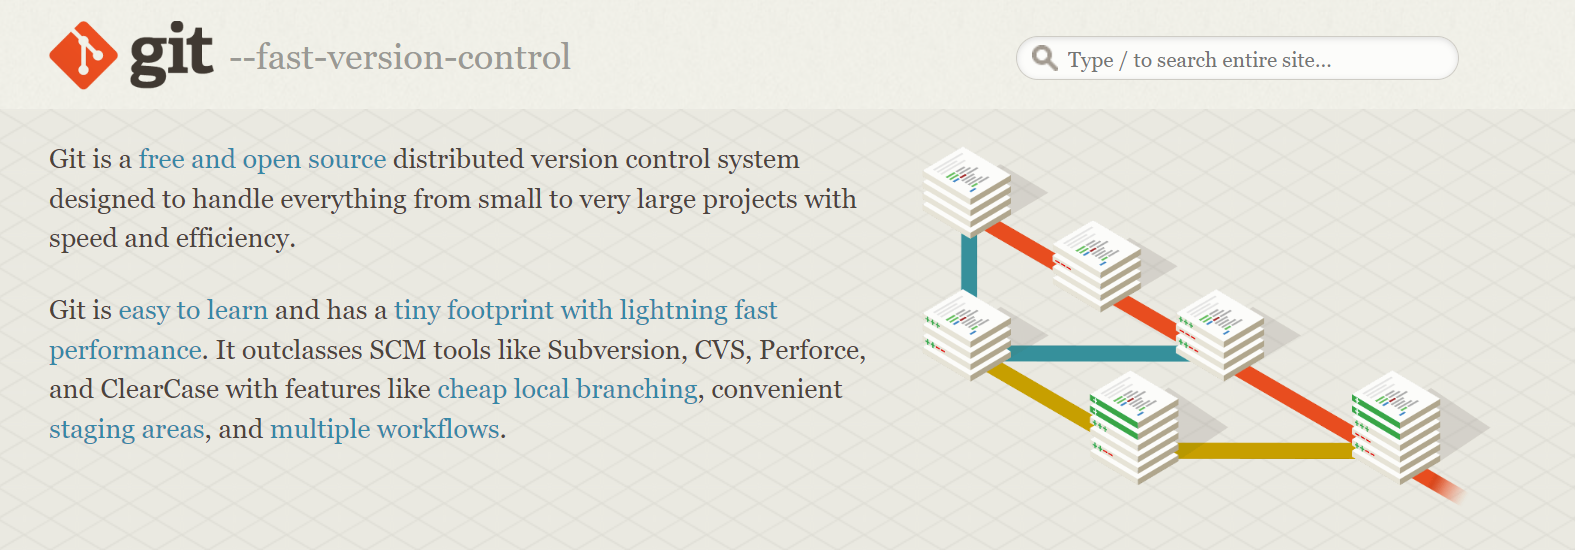 git --fast-version-control
Type / to search entire site...
Git is a free and open source distributed version control system
designed to handle everything from small to very large projects with
speed and efficiency.
Git is easy to learn and has a tiny footprint with lightning fast
performance. It outclasses SCM tools like Subversion, CVS, Perforce,
and ClearCase with features like cheap local branching, convenient
staging areas, and multiple workflows.